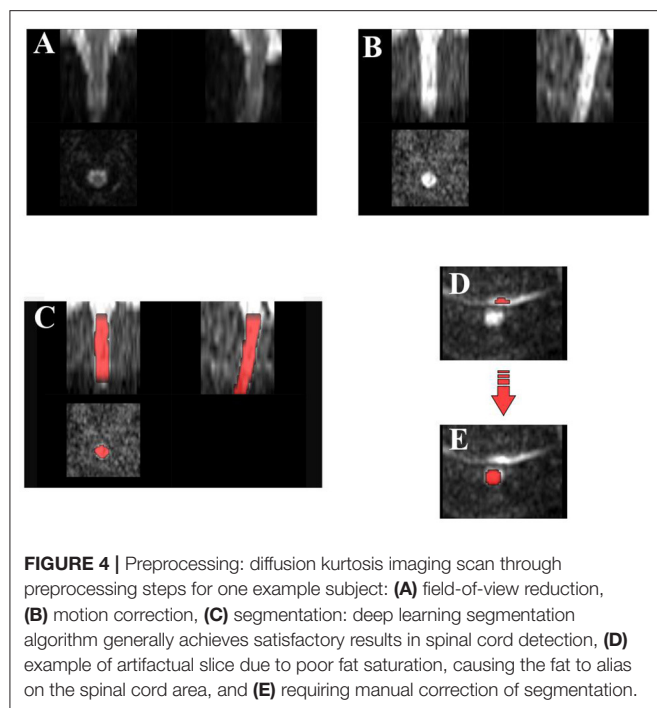 A
B
C
D
E
FIGURE 4 | Preprocessing: diffusion kurtosis imaging scan through
preprocessing steps for one example subject: (A) field-of-view reduction,
(B) motion correction, (C) segmentation: deep learning segmentation
algorithm generally achieves satisfactory results in spinal cord detection, (D)
example of artifactual slice due to poor fat saturation, causing the fat to alias
on the spinal cord area, and (E) requiring manual correction of segmentation.